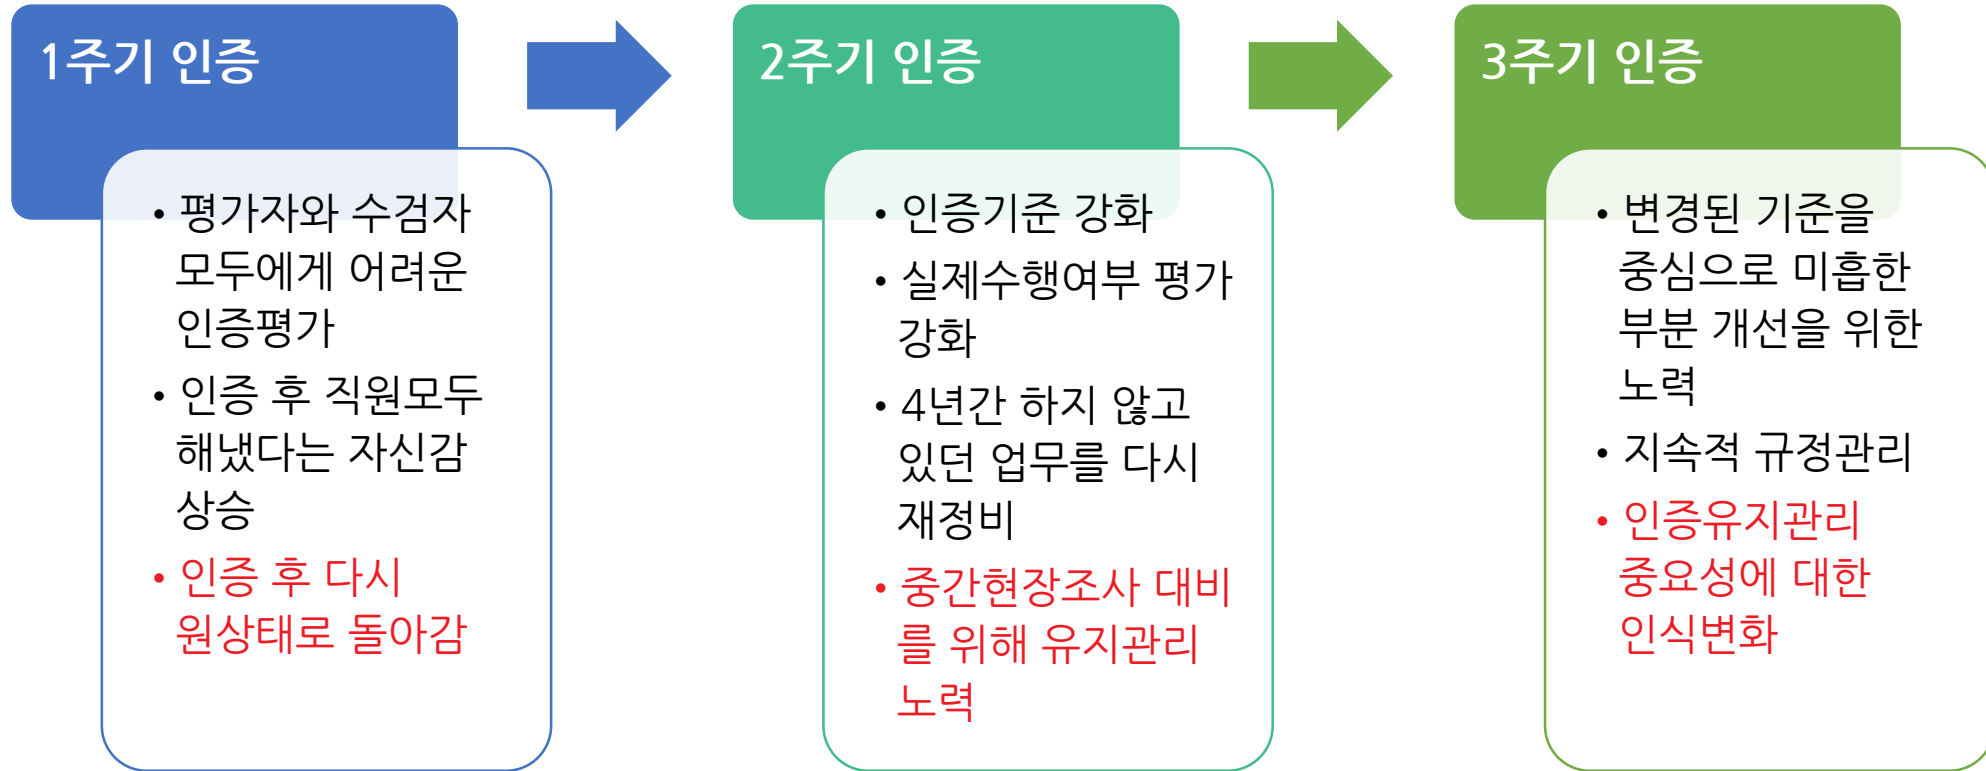 1주기 인증
• 평가자와 수검자
모두에게 어려운
인증평가
• 인증 후 직원모두
해냈다는 자신감
상승
• 인증 후 다시
원상태로 돌아감
2주기 인증
• 인증기준 강화
• 실제수행여부 평가
강화
• 4년간 하지 않고
있던 업무를 다시
재정비
• 중간현장조사 대비
를 위해 유지관리
노력
3주기 인증
• 변경된 기준을
중심으로 미흡한
부분 개선을 위한
노력
• 지속적 규정관리
• 인증유지관리
중요성에 대한
인식변화